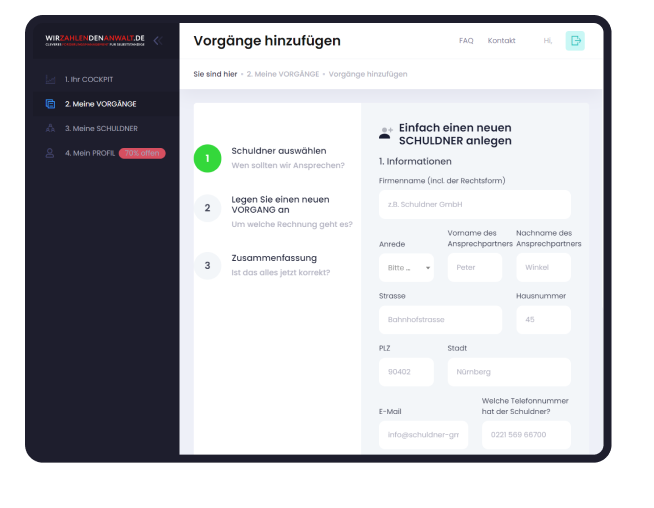 WIRZAHLENDENANWALT.DE
Vorgänge hinzufügen
FAQ
Kontakt
Hi,
Sie sind hier • 2. Meine VORGÄNGE • Vorgänge hinzufügen
1. Ihr COCKPIT
2. Meine VORGÄNGE
3. Meine SCHULDNER
4. Mein PROFIL 70% offen
1
Schuldner auswählen
Wen sollten wir Ansprechen?
2
Legen Sie einen neuen
VORGANG an
Um welche Rechnung geht es?
3
Zusammenfassung
Ist das alles jetzt korrekt?
Einfach einen neuen
SCHULDNER anlegen
1. Informationen
Firmenname (incl. der Rechtsform)
z.B. Schuldner GmbH
Anrede
Vorname des
Ansprechpartners
Nachname des
Ansprechpartners
Bitte ..
Peter
Winkel
Strasse
Hausnummer
Bahnhofstrasse
45
PLZ
Stadt
90402
Nürnberg
E-Mail
Welche Telefonnummer
hat der Schuldner?
info@schuldner-gm
0221 569 66700